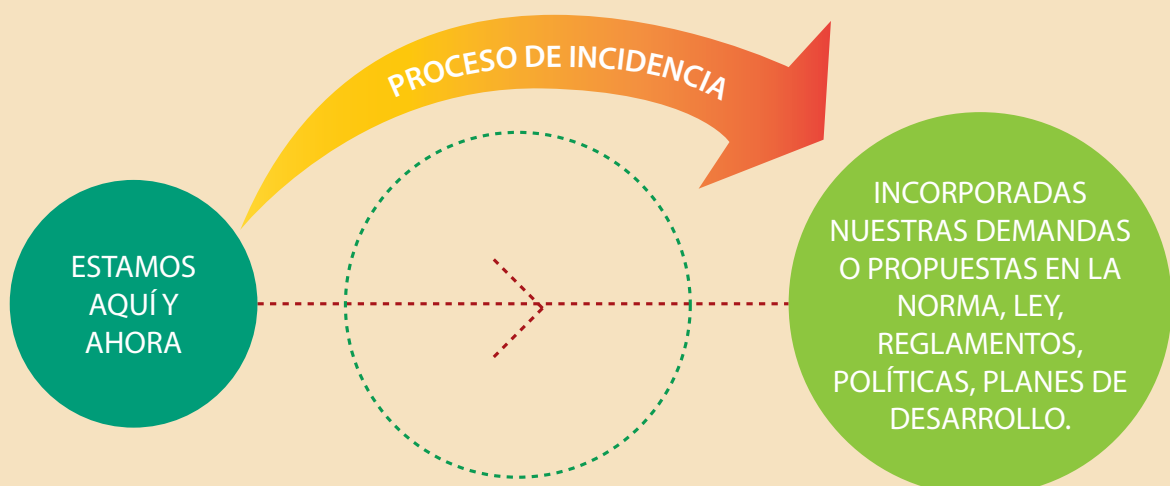 PROCESO DE INCIDENCIA
ESTAMOS
AQUÍ Y
AHORA
INCORPORADAS
NUESTRAS DEMANDAS
O PROPUESTAS EN LA
NORMA, LEY,
REGLAMENTOS,
POLÍTICAS, PLANES DE
DESARROLLO.